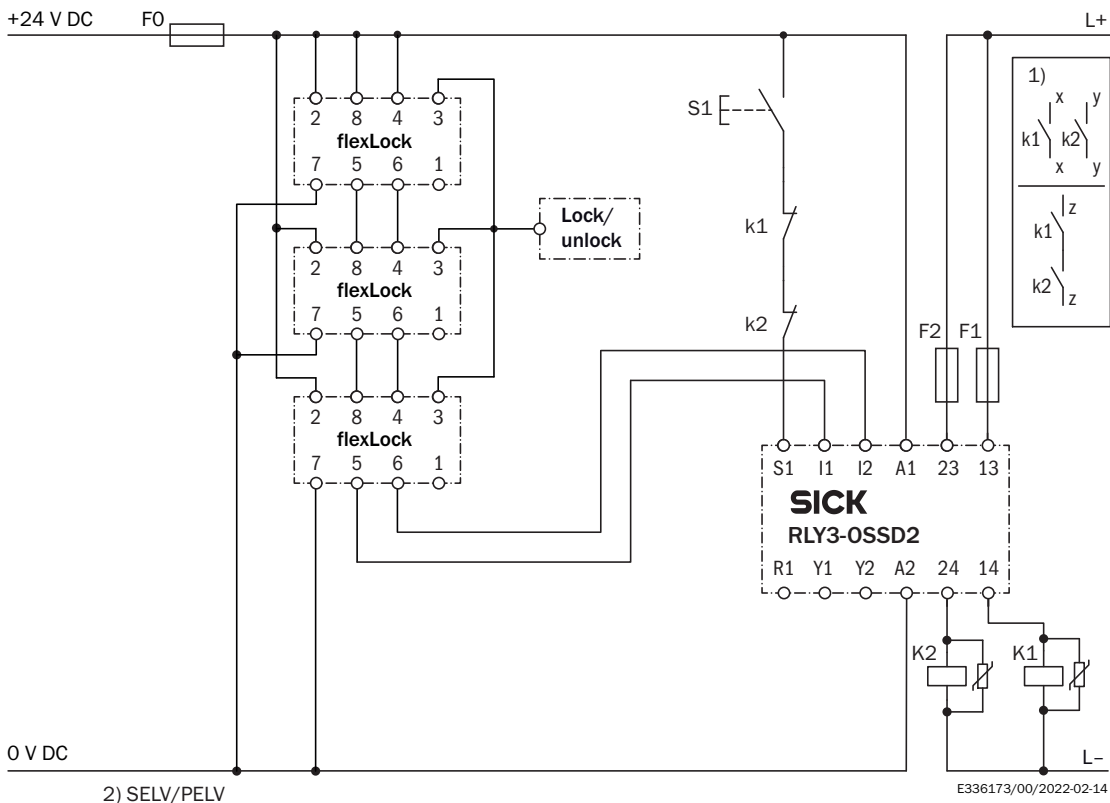 +24 V DC F0 L+
2 8 4 3
flexLock
7 5 6 1
2 8 4 3
flexLock
7 5 6 1
2 8 4 3
flexLock
7 5 6 1
Lock/
unlock
S1
k1
k2
F2 F1
1)
x y
k1 k2
x y
z
k1
k2
z
S1 I1 I2 A1 23 13
SICK
RLY3-OSSD2
R1 Y1 Y2 A2 24 14
K2 K1
0 V DC L–
2) SELV/PELV
E336173/00/2022-02-14